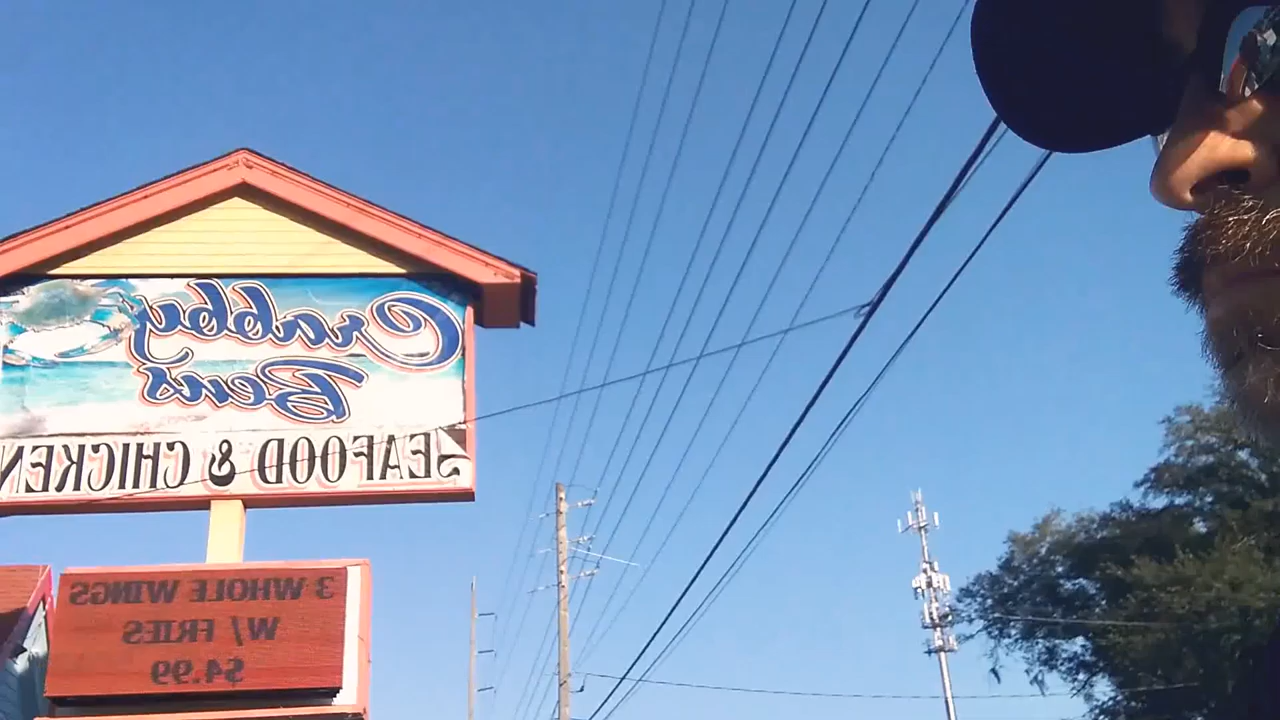 Crabby
Bens
SEAFOOD & CHICKEN
3 WHOLE WINGS
W/ FRIES
$4.99